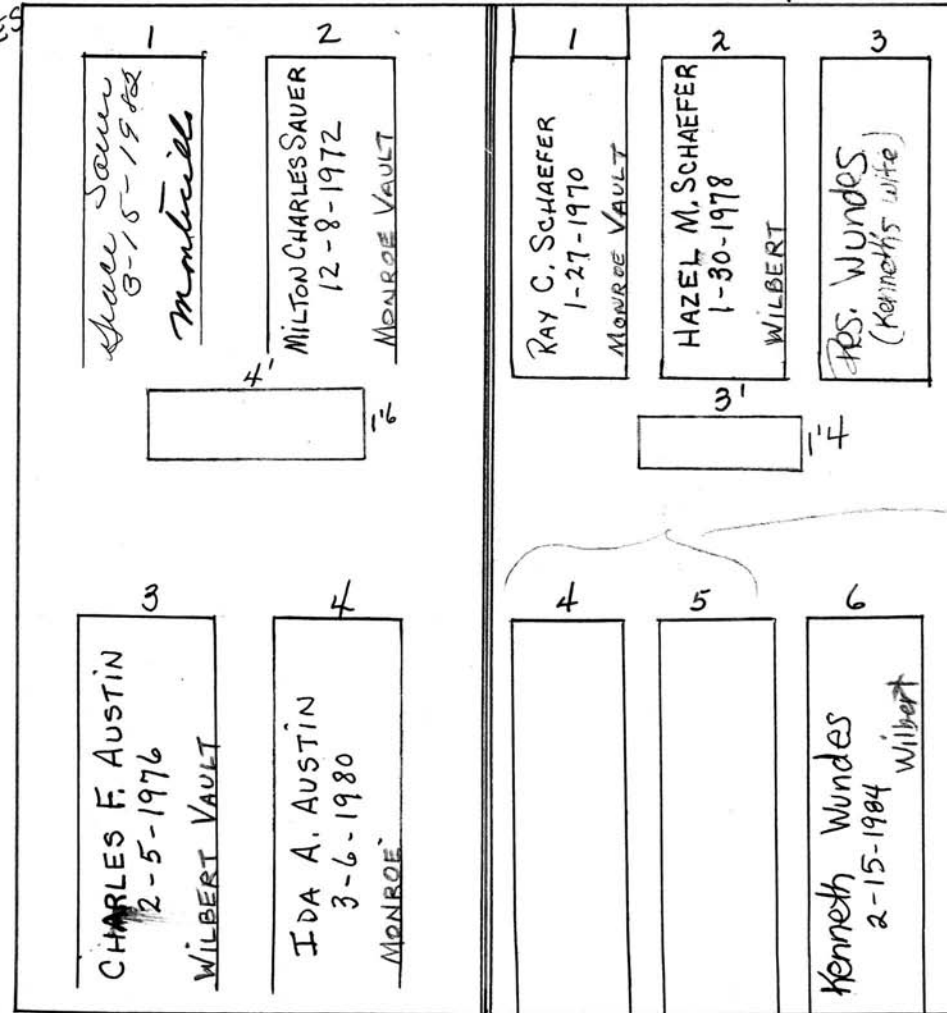 ES
1
Grace Sauer
3-15-1982
Monticello
2
MILTON CHARLES SAUER
12-8-1972
MONROE VAULT
4'
1'6
3
CHARLES F. AUSTIN
2-5-1976
WILBERT VAULT
4
IDA A. AUSTIN
3-6-1980
MONROE
1
RAY C. SCHAEFER
1-27-1970
MONROE VAULT
2
HAZEL M. SCHAEFER
1-30-1978
WILBERT
3
Res. Wundes
(Kenneth's wife)
3'
1'4
4
5
6
Kenneth Wundes
2-15-1984
Wilbert